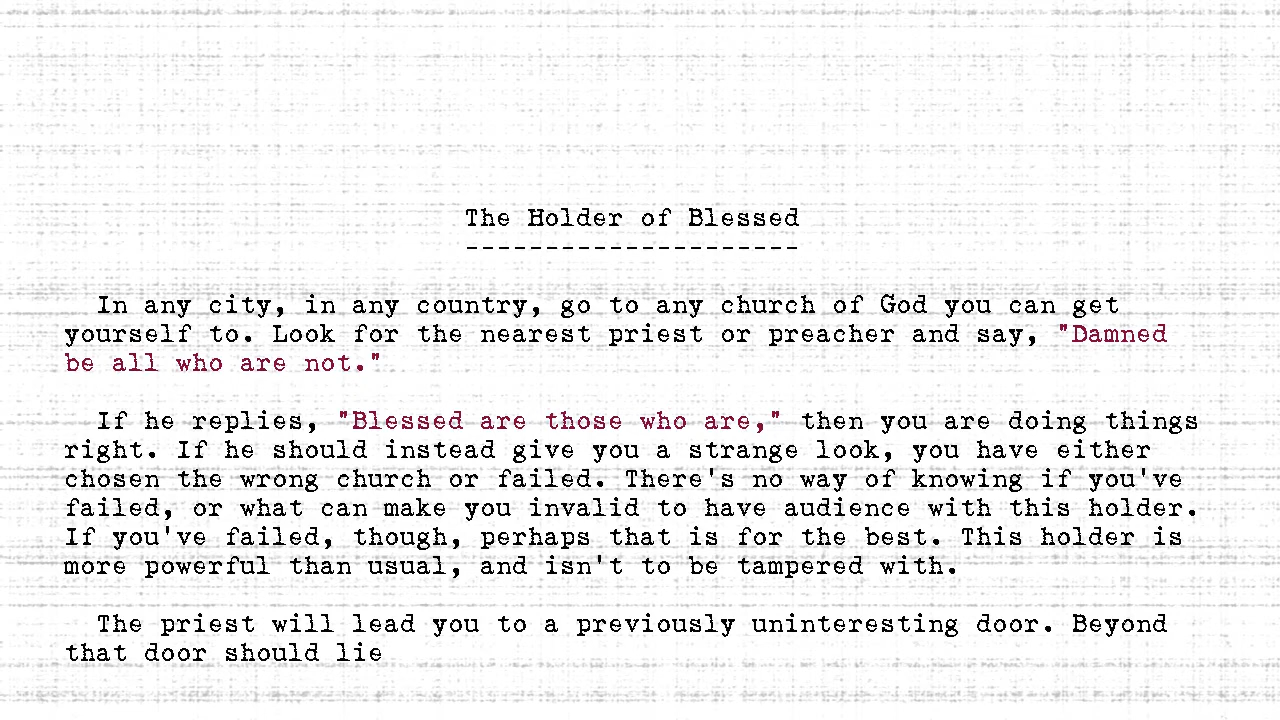 The Holder of Blessed
---------------------
In any city, in any country, go to any church of God you can get
yourself to. Look for the nearest priest or preacher and say, "Damned
be all who are not."
If he replies, "Blessed are those who are," then you are doing things
right. If he should instead give you a strange look, you have either
chosen the wrong church or failed. There's no way of knowing if you've
failed, or what can make you invalid to have audience with this holder.
If you've failed, though, perhaps that is for the best. This holder is
more powerful than usual, and isn't to be tampered with.
The priest will lead you to a previously uninteresting door. Beyond
that door should lie